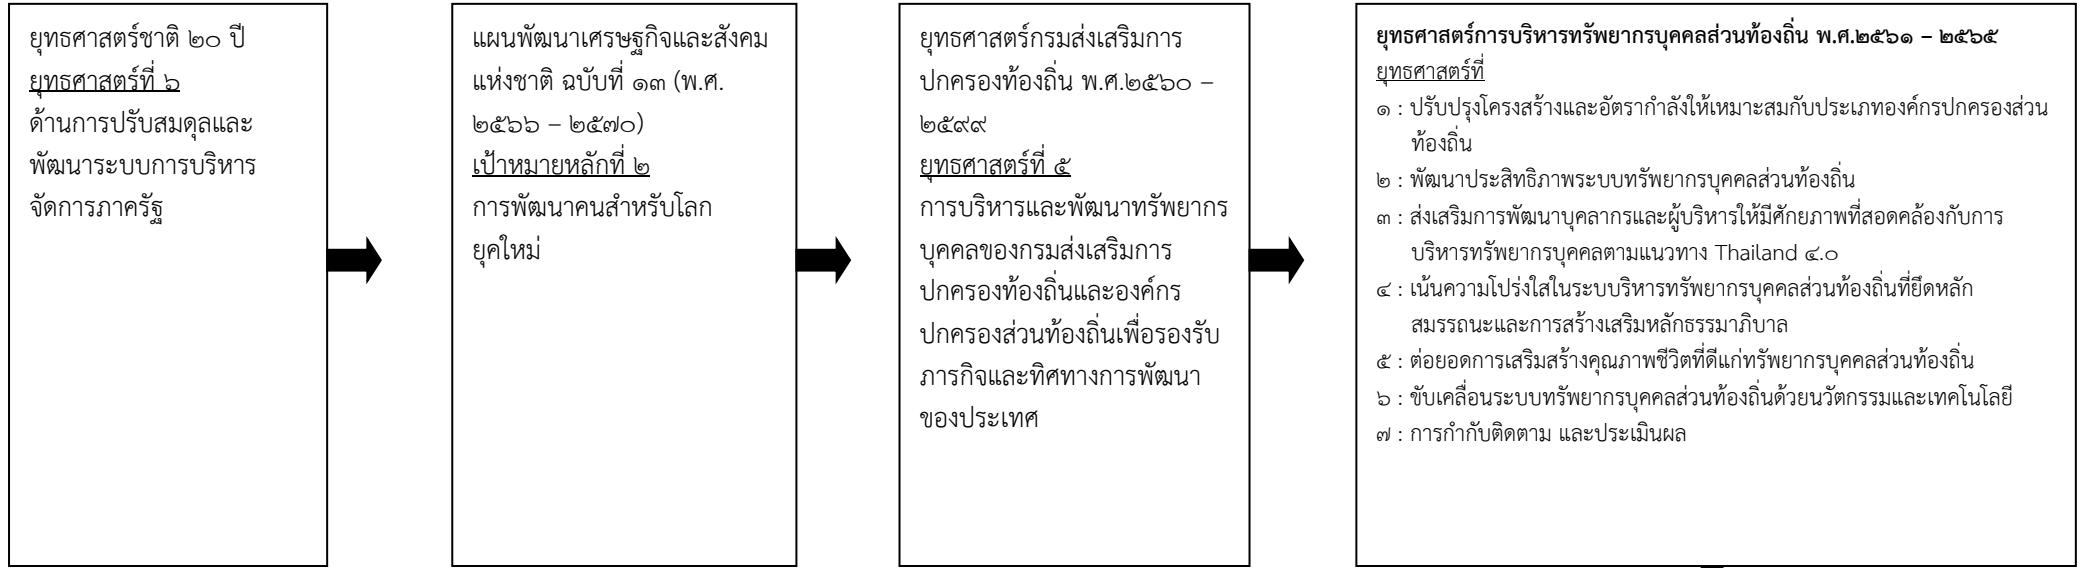 ยุทธศาสตร์ชาติ ๒๐ ปี
ยุทธศาสตร์ที่ ๖
ด้านการปรับสมดุลและ
พัฒนาระบบการบริหาร
จัดการภาครัฐ
แผนพัฒนาเศรษฐกิจและสังคม
แห่งชาติ ฉบับที่ ๑๓ (พ.ศ.
๒๕๖๖ – ๒๕๗๐)
เป้าหมายหลักที่ ๒
การพัฒนาคนสำหรับโลก
ยุคใหม่
ยุทธศาสตร์กรมส่งเสริมการ
ปกครองท้องถิ่น พ.ศ.๒๕๖๐ –
๒๕๙๙
ยุทธศาสตร์ที่ ๕
การบริหารและพัฒนาทรัพยากร
บุคคลของกรมส่งเสริมการ
ปกครองท้องถิ่นและองค์กร
ปกครองส่วนท้องถิ่นเพื่อรองรับ
ภารกิจและทิศทางการพัฒนา
ของประเทศ
ยุทธศาสตร์การบริหารทรัพยากรบุคคลส่วนท้องถิ่น พ.ศ.๒๕๖๑ – ๒๕๖๕
ยุทธศาสตร์ที่
๑ : ปรับปรุงโครงสร้างและอัตรากำลังให้เหมาะสมกับประเภทองค์กรปกครองส่วน
ท้องถิ่น
๒ : พัฒนาประสิทธิภาพระบบทรัพยากรบุคคลส่วนท้องถิ่น
๓ : ส่งเสริมการพัฒนาบุคลากรและผู้บริหารให้มีศักยภาพที่สอดคล้องกับการ
บริหารทรัพยากรบุคคลตามแนวทาง Thailand ๔.๐
๔ : เน้นความโปร่งใสในระบบบริหารทรัพยากรบุคคลส่วนท้องถิ่นที่ยึดหลัก
สมรรถนะและการสร้างเสริมหลักธรรมาภิบาล
๕ : ต่อยอดการเสริมสร้างคุณภาพชีวิตที่ดีแก่ทรัพยากรบุคคลส่วนท้องถิ่น
๖ : ขับเคลื่อนระบบทรัพยากรบุคคลส่วนท้องถิ่นด้วยนวัตกรรมและเทคโนโลยี
๗ : การกำกับติดตาม และประเมินผล